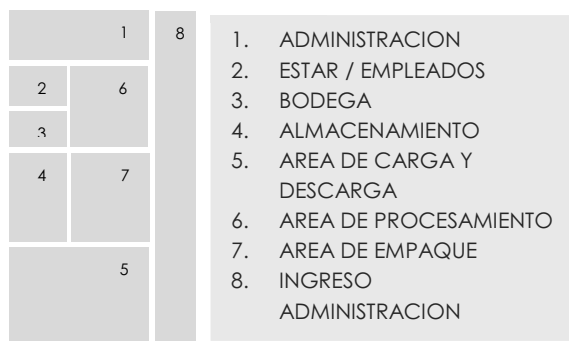 1
8
2
6
3
4
7
5
1. ADMINISTRACION
2. ESTAR / EMPLEADOS
3. BODEGA
4. ALMACENAMIENTO
5. AREA DE CARGA Y
DESCARGA
6. AREA DE PROCESAMIENTO
7. AREA DE EMPAQUE
8. INGRESO
ADMINISTRACION